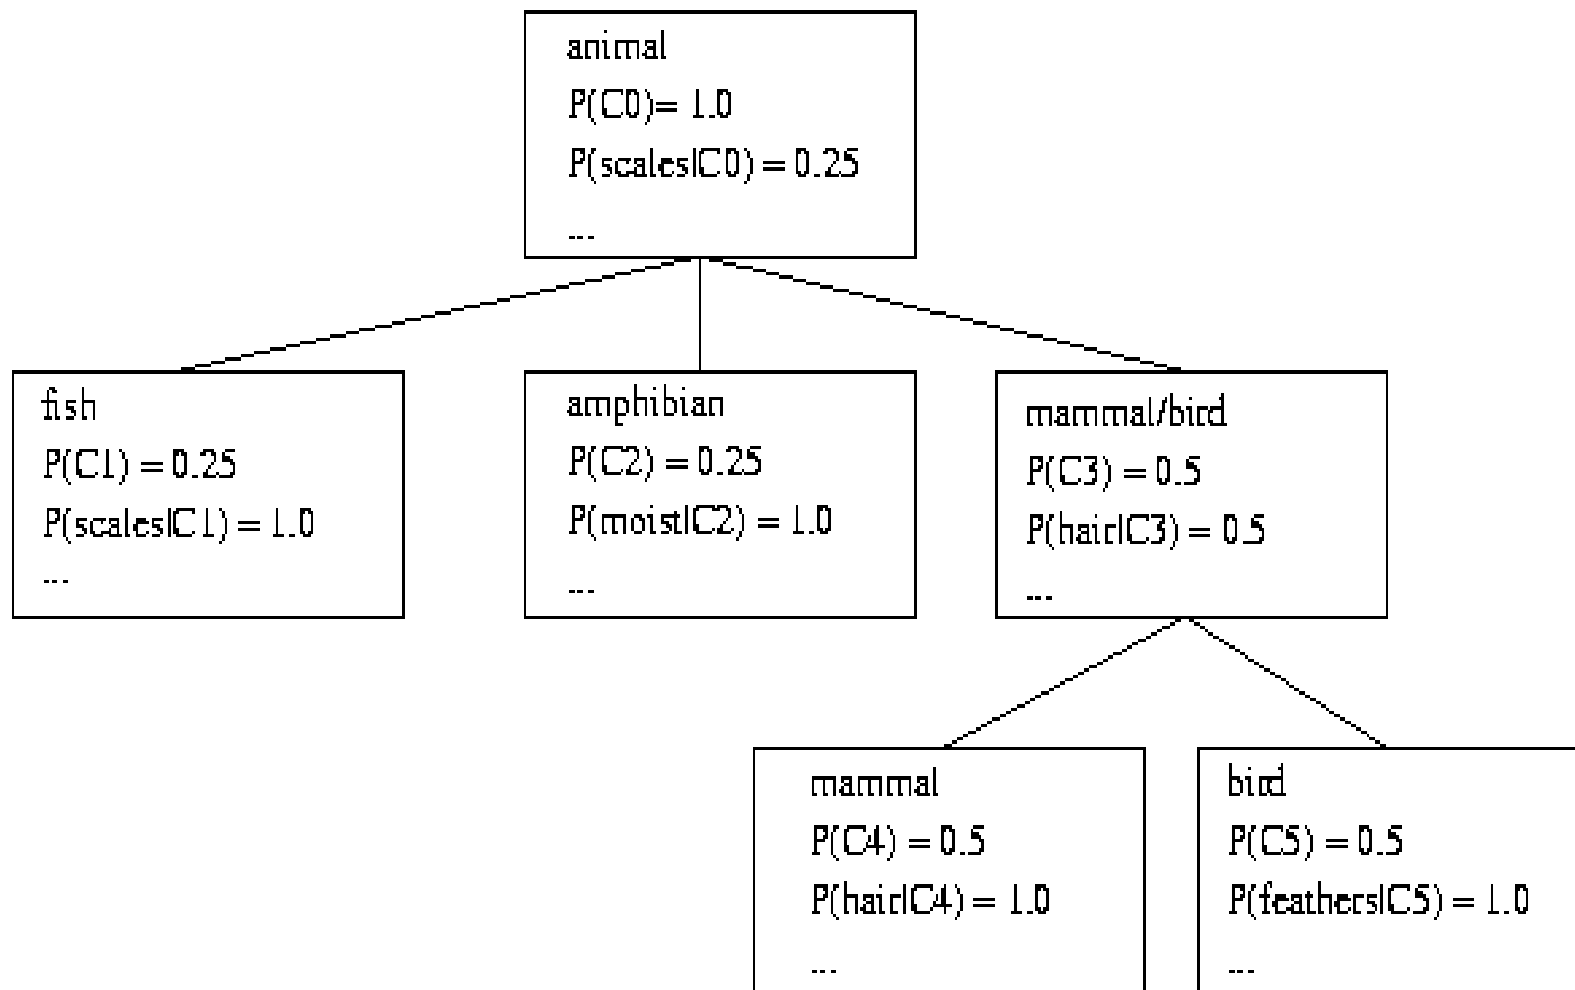 animal
P(C0)= 1.0
P(scales|C0) = 0.25
...
fish
P(C1) = 0.25
P(scales|C1) = 1.0
...
amphibian
P(C2) = 0.25
P(moist|C2) = 1.0
...
mammal/bird
P(C3) = 0.5
P(hair|C3) = 0.5
...
mammal
P(C4) = 0.5
P(hair|C4) = 1.0
...
bird
P(C5) = 0.5
P(feathers|C5) = 1.0
...